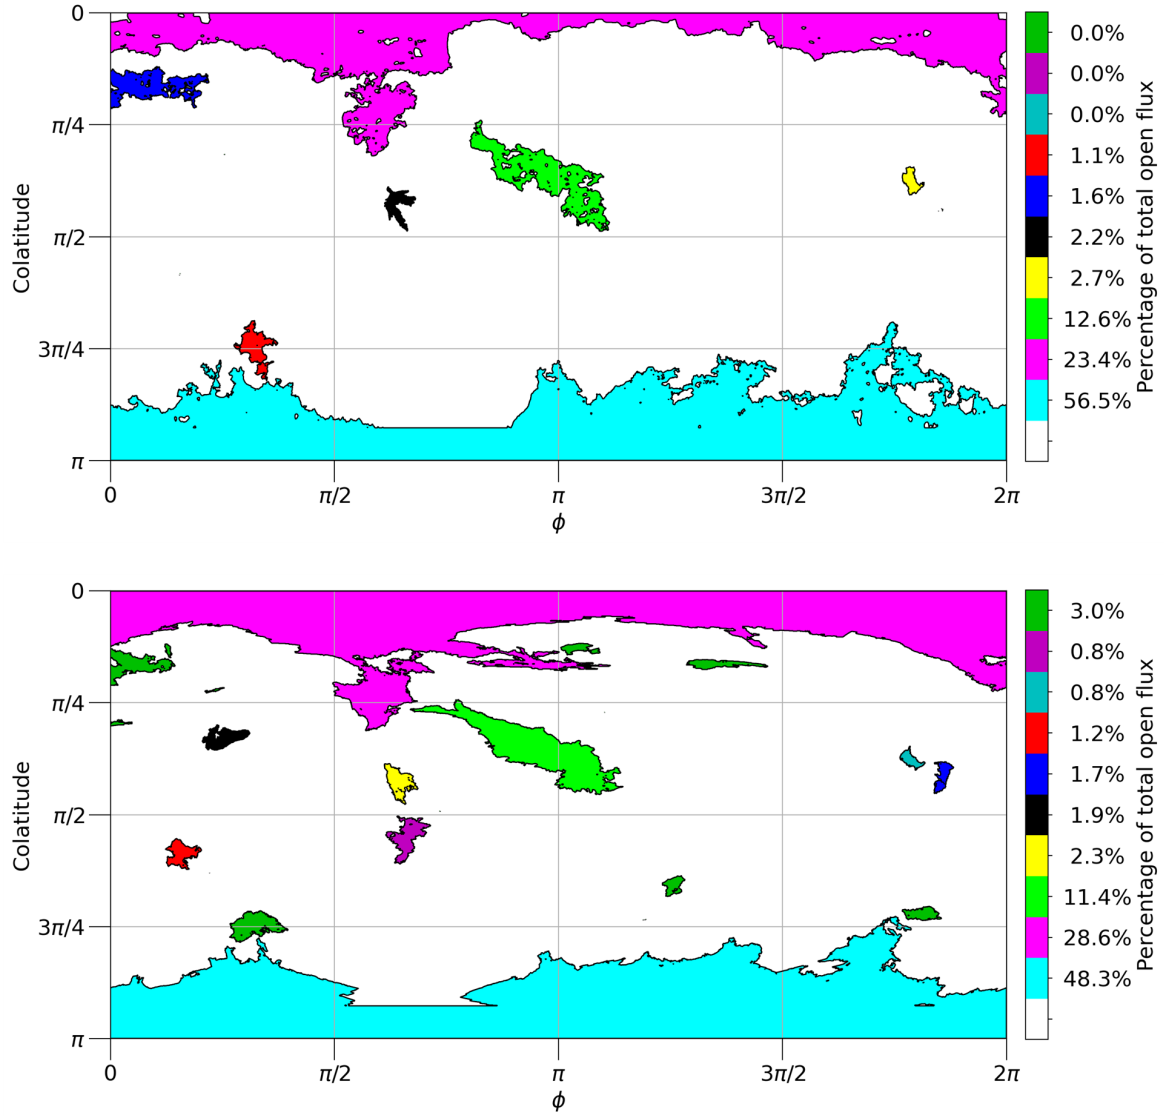 0
π/4
π/2
3π/4
π
Colatitude
0
π/2
π
3π/2
2π
ϕ
0.0%
0.0%
0.0%
1.1%
1.6%
2.2%
2.7%
12.6%
23.4%
56.5%
Percentage of total open flux
0
π/4
π/2
3π/4
π
Colatitude
0
π/2
π
3π/2
2π
ϕ
3.0%
0.8%
0.8%
1.2%
1.7%
1.9%
2.3%
11.4%
28.6%
48.3%
Percentage of total open flux